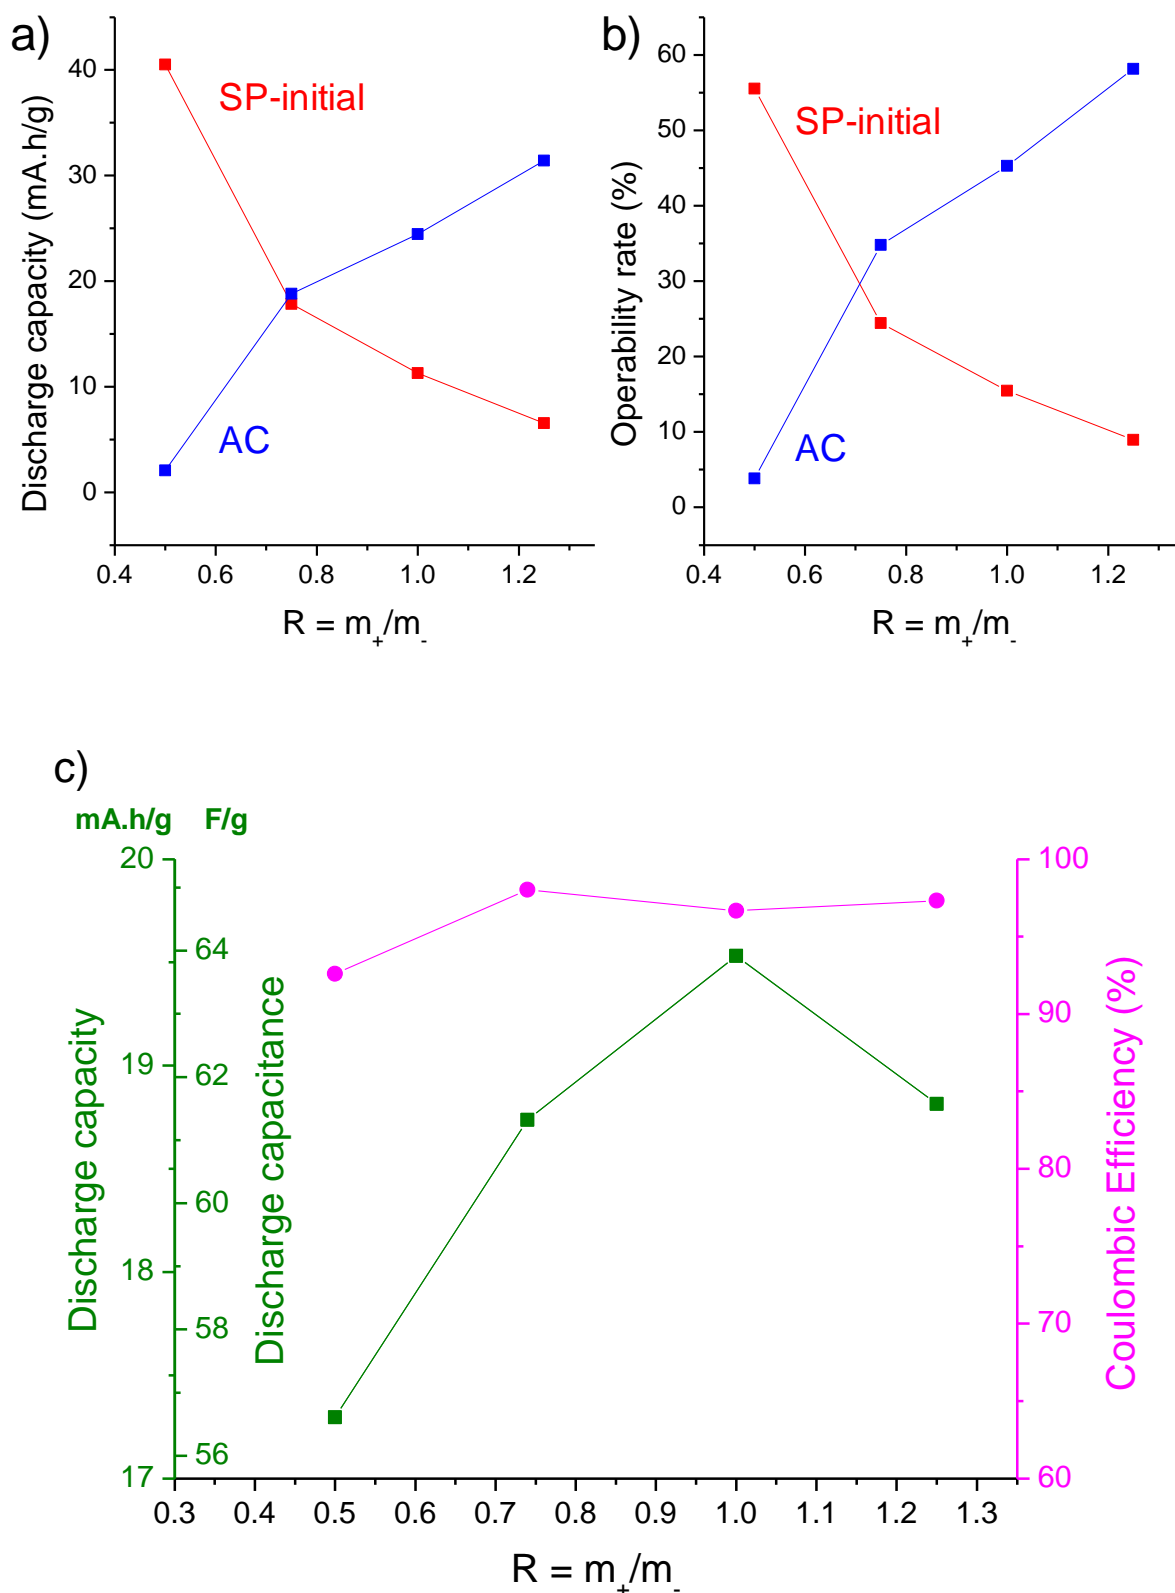 a)
Discharge capacity (mA.h/g)
40
30
20
10
0
SP-initial
AC
0.4 0.6 0.8 1.0 1.2
R = m₊/m₋
b)
Operability rate (%)
60
50
40
30
20
10
0
SP-initial
AC
0.4 0.6 0.8 1.0 1.2
R = m₊/m₋
c)
mA.h/g F/g
Discharge capacity
20
19
18
17
Discharge capacitance
64
62
60
58
56
100
90
80
70
60
Coulombic Efficiency (%)
0.3 0.4 0.5 0.6 0.7 0.8 0.9 1.0 1.1 1.2 1.3
R = m₊/m₋